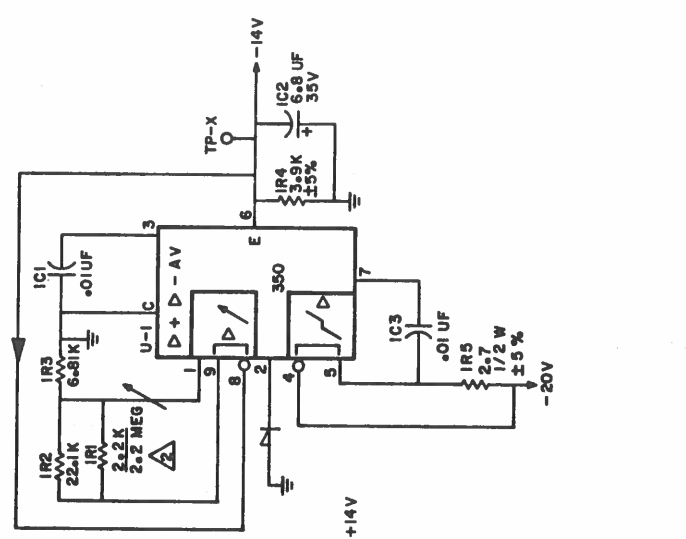 -14V
1C2
6.8 UF
35V
+
TP-X
1R4
3.9K
±5%
6
E
3
1C1
.01UF
C
U-1
▷ + ▷ - AV
▷
350
▷
7
1C3
.01 UF
1R5
2.7
1/2 W
±5%
-20V
1R3
6.81K
1
9
8
2
4
5
1R2
22.1K
1R1
2.2K
2.2 MEG
2
+14V